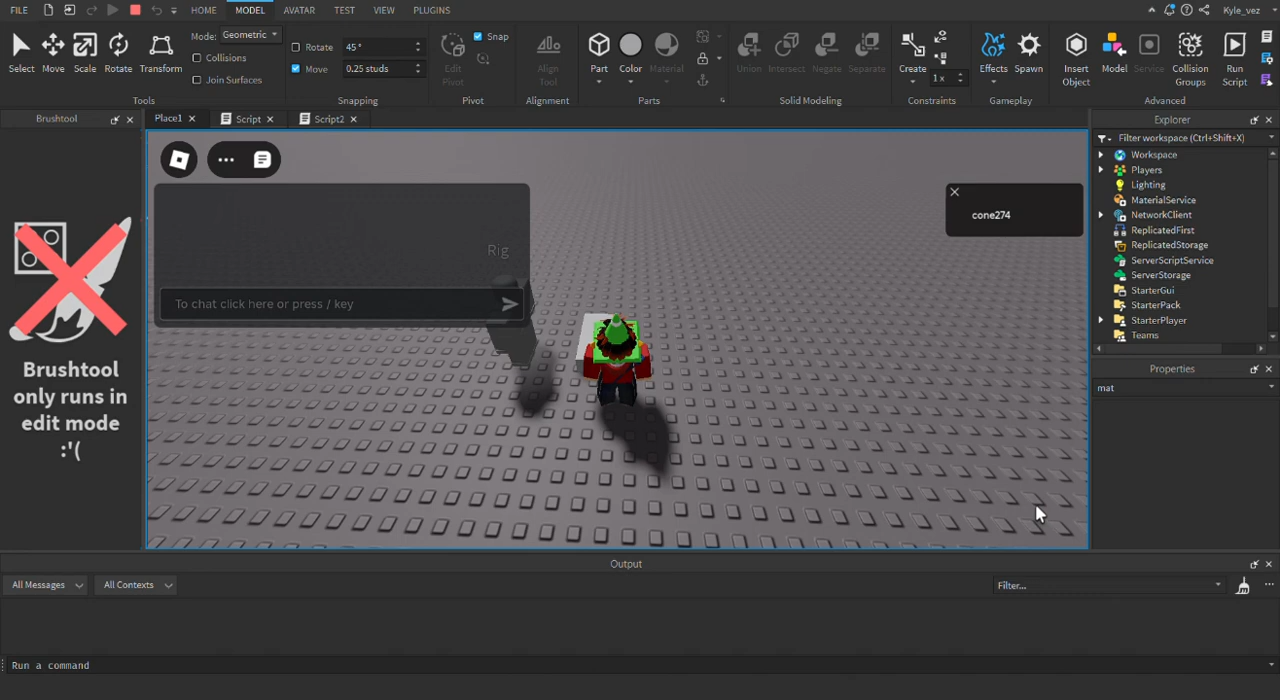 FILE HOME MODEL AVATAR TEST VIEW PLUGINS Kyle_vez
Select Move Scale Rotate Transform
Mode: Geometric
Collisions
Join Surfaces
Tools
Rotate 45°
Move 0.25 studs
Snapping
Edit Pivot
Snap
Pivot
Align Tool
Alignment
Part Color Material
Parts
Union Intersect Negate Separate
Solid Modeling
Create 1 x
Constraints
Effects Spawn
Gameplay
Insert Object
Model Service
Collision Groups
Run Script
Advanced
Brushtool
Place1 Script Script2
Explorer
Filter workspace (Ctrl+Shift+X)
Workspace
Players
Lighting
MaterialService
NetworkClient
ReplicatedFirst
ReplicatedStorage
ServerScriptService
ServerStorage
StarterGui
StarterPack
StarterPlayer
Teams
Properties
mat
Brushtool
only runs in
edit mode
:'(
Rig
To chat click here or press / key
cone274
Output
All Messages All Contexts Filter...
Run a command